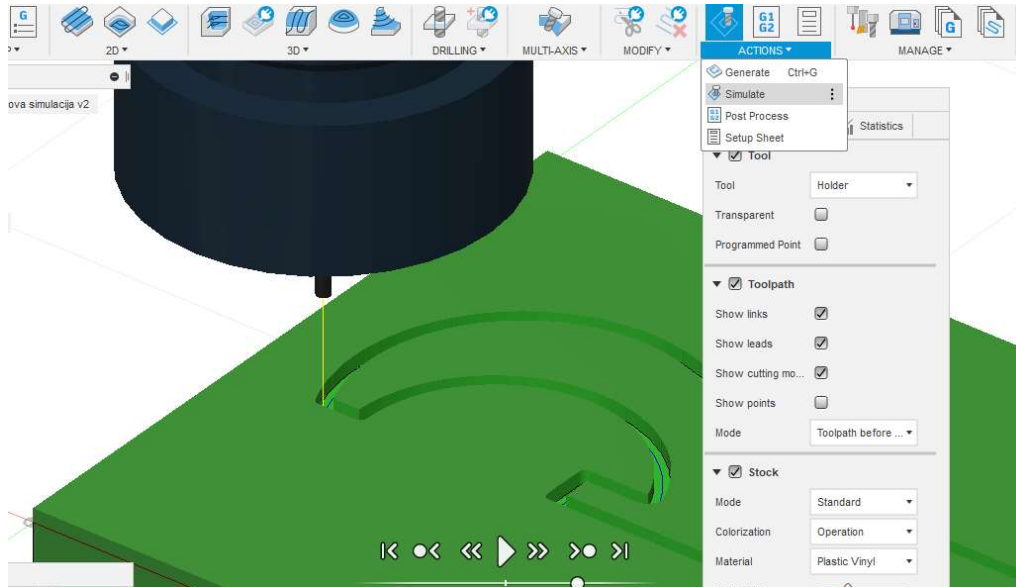 G
G1
G2
G
2D
3D
DRILLING
MULTI-AXIS
MODIFY
ACTIONS
MANAGE
Generate Ctrl+G
Simulate
G1
G2
Post Process
Setup Sheet
ova simulacija v2
Statistics
Tool
Tool Holder
Transparent
Programmed Point
Toolpath
Show links
Show leads
Show cutting mo...
Show points
Mode Toolpath before ...
Stock
Mode Standard
Colorization Operation
Material Plastic Vinyl